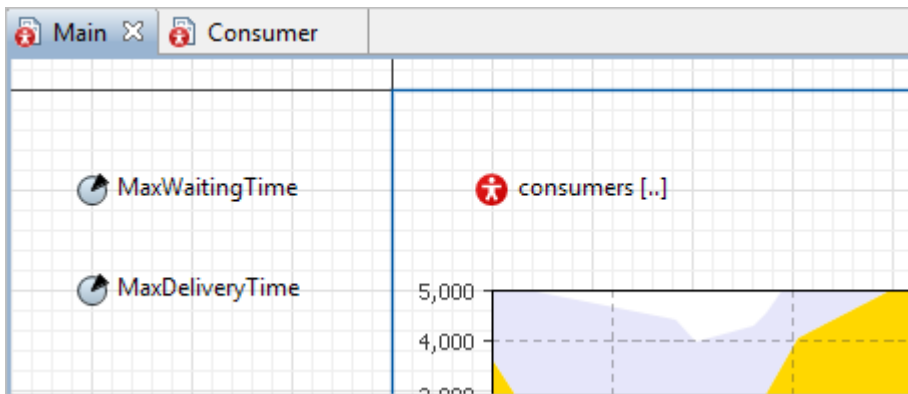 Main
Consumer
MaxWaitingTime
consumers [..]
MaxDeliveryTime
5,000
4,000